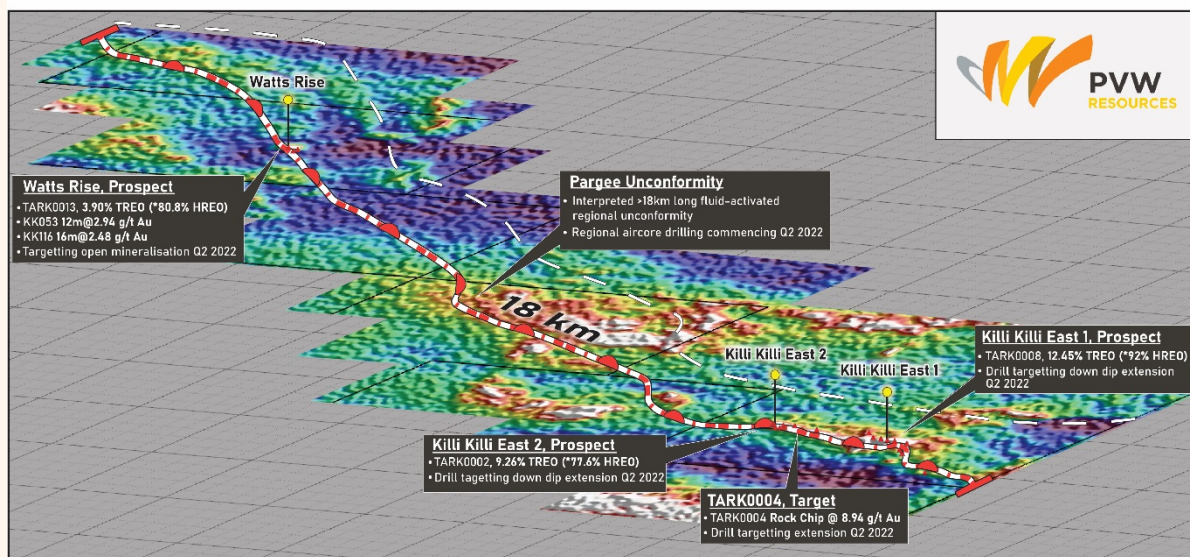 PVW
RESOURCES
Watts Rise
Watts Rise, Prospect
• TARK0013, 3.90% TREO (*80.8% HREO)
• KK053 12m@2.94 g/t Au
• KK116 16m@2.48 g/t Au
• Targetting open mineralisation Q2 2022
Pargee Unconformity
• Interpreted >18km long fluid-activated
regional unconformity
• Regional aircore drilling commencing Q2 2022
18 km
Killi Killi East 2
Killi Killi East 1
Killi Killi East 1, Prospect
• TARK0008, 12.45% TREO (*92% HREO)
• Drill targetting down dip extension
Q2 2022
Killi Killi East 2, Prospect
• TARK0002, 9.26% TREO (*77.6% HREO)
• Drill tagetting down dip extension Q2 2022
TARK0004, Target
• TARK0004 Rock Chip @ 8.94 g/t Au
• Drill targetting extension Q2 2022